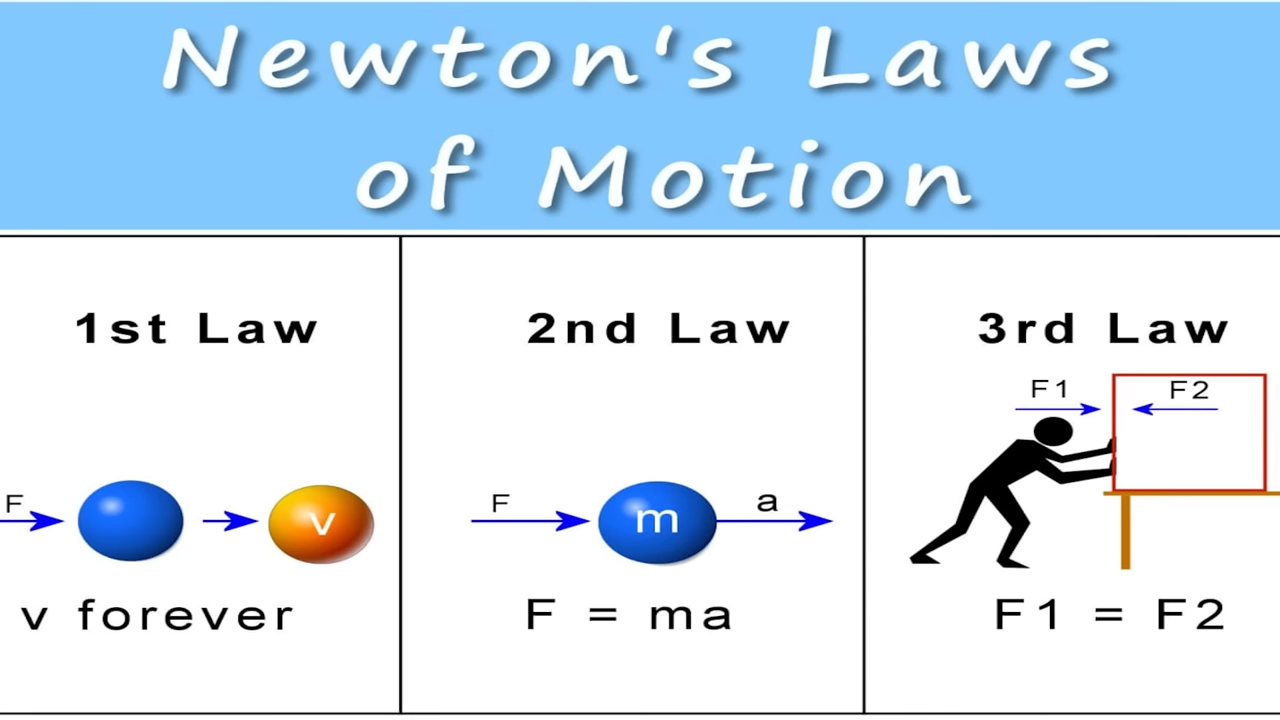 Newton's Laws
of Motion
1st Law
F
v
v forever
2nd Law
F
m
a
F = ma
3rd Law
F1
F2
F1 = F2